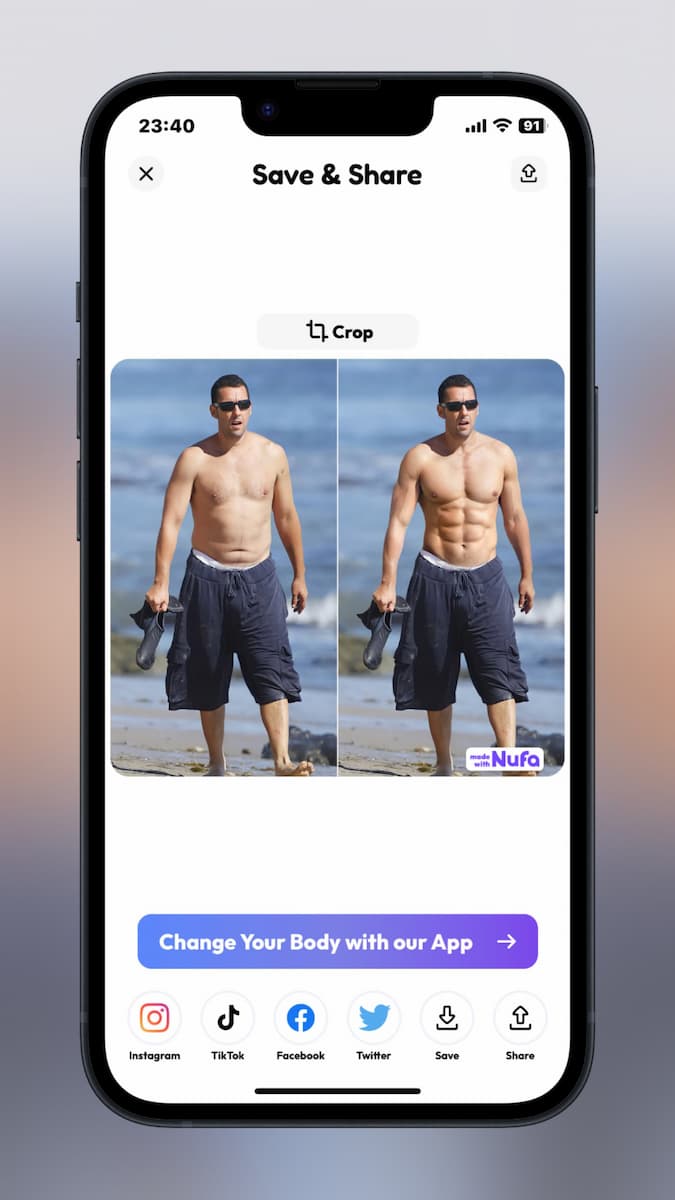 23:40
91
Save & Share
Crop
made
with Nufa
Change Your Body with our App
Instagram
TikTok
Facebook
Twitter
Save
Share